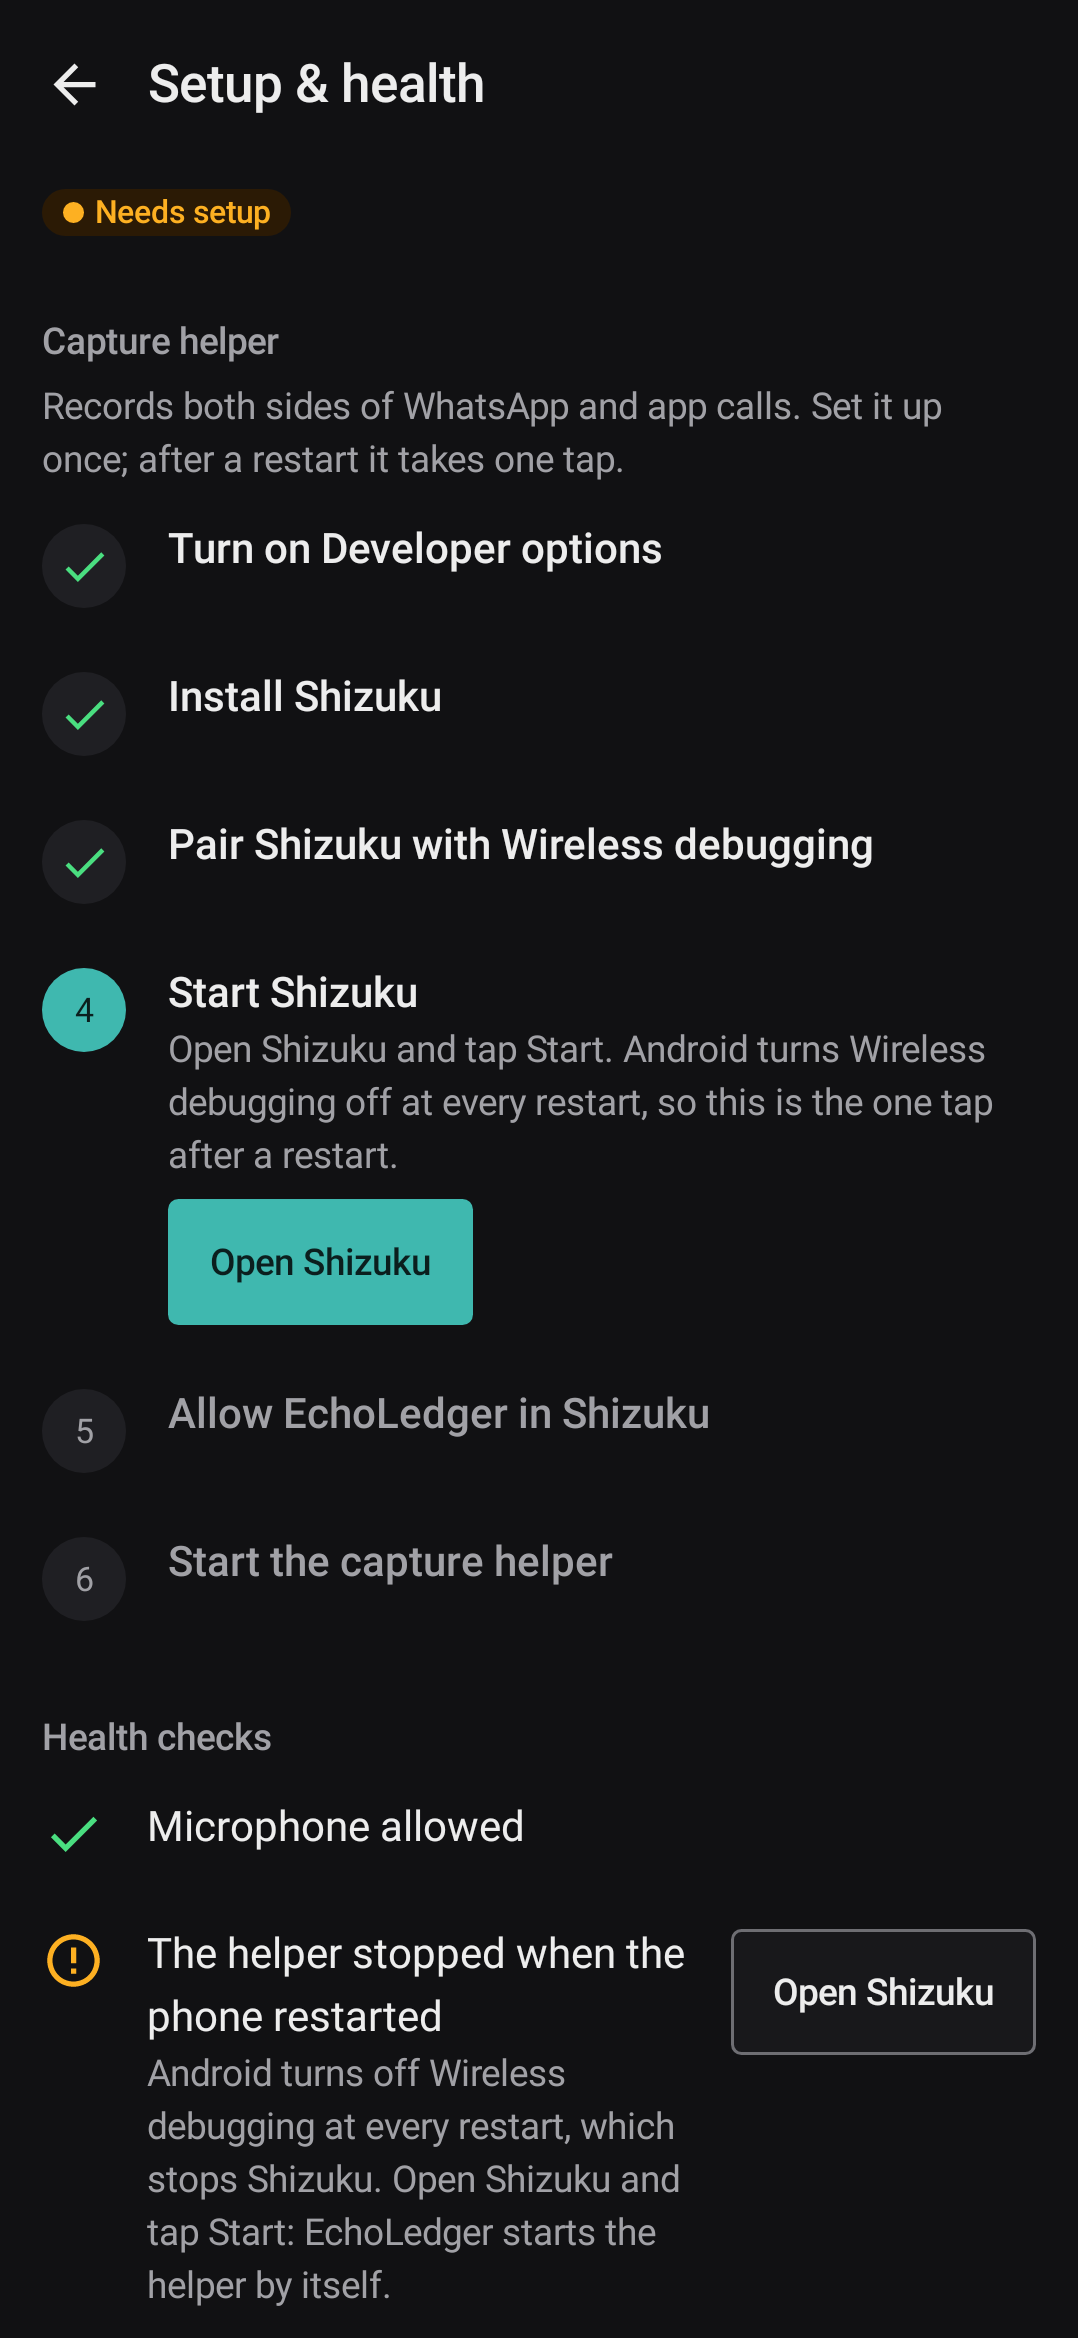 Setup & health
Needs setup
Capture helper
Records both sides of WhatsApp and app calls. Set it up
once; after a restart it takes one tap.
Turn on Developer options
Install Shizuku
Pair Shizuku with Wireless debugging
4
Start Shizuku
Open Shizuku and tap Start. Android turns Wireless
debugging off at every restart, so this is the one tap
after a restart.
Open Shizuku
5
Allow EchoLedger in Shizuku
6
Start the capture helper
Health checks
Microphone allowed
The helper stopped when the
phone restarted
Android turns off Wireless
debugging at every restart, which
stops Shizuku. Open Shizuku and
tap Start: EchoLedger starts the
helper by itself.
Open Shizuku